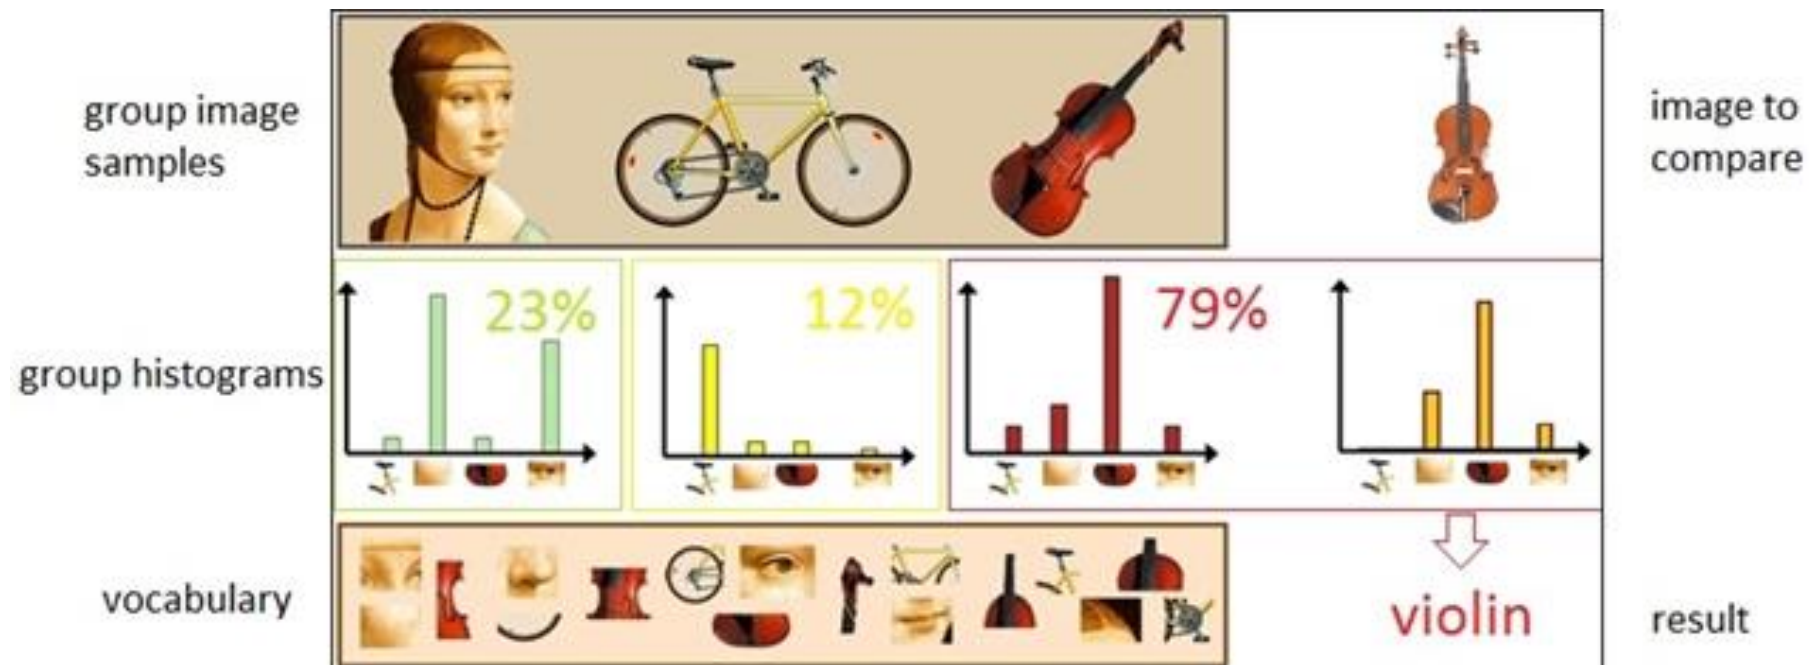 group image
samples
image to
compare
group histograms
23%
12%
79%
vocabulary
violin
result